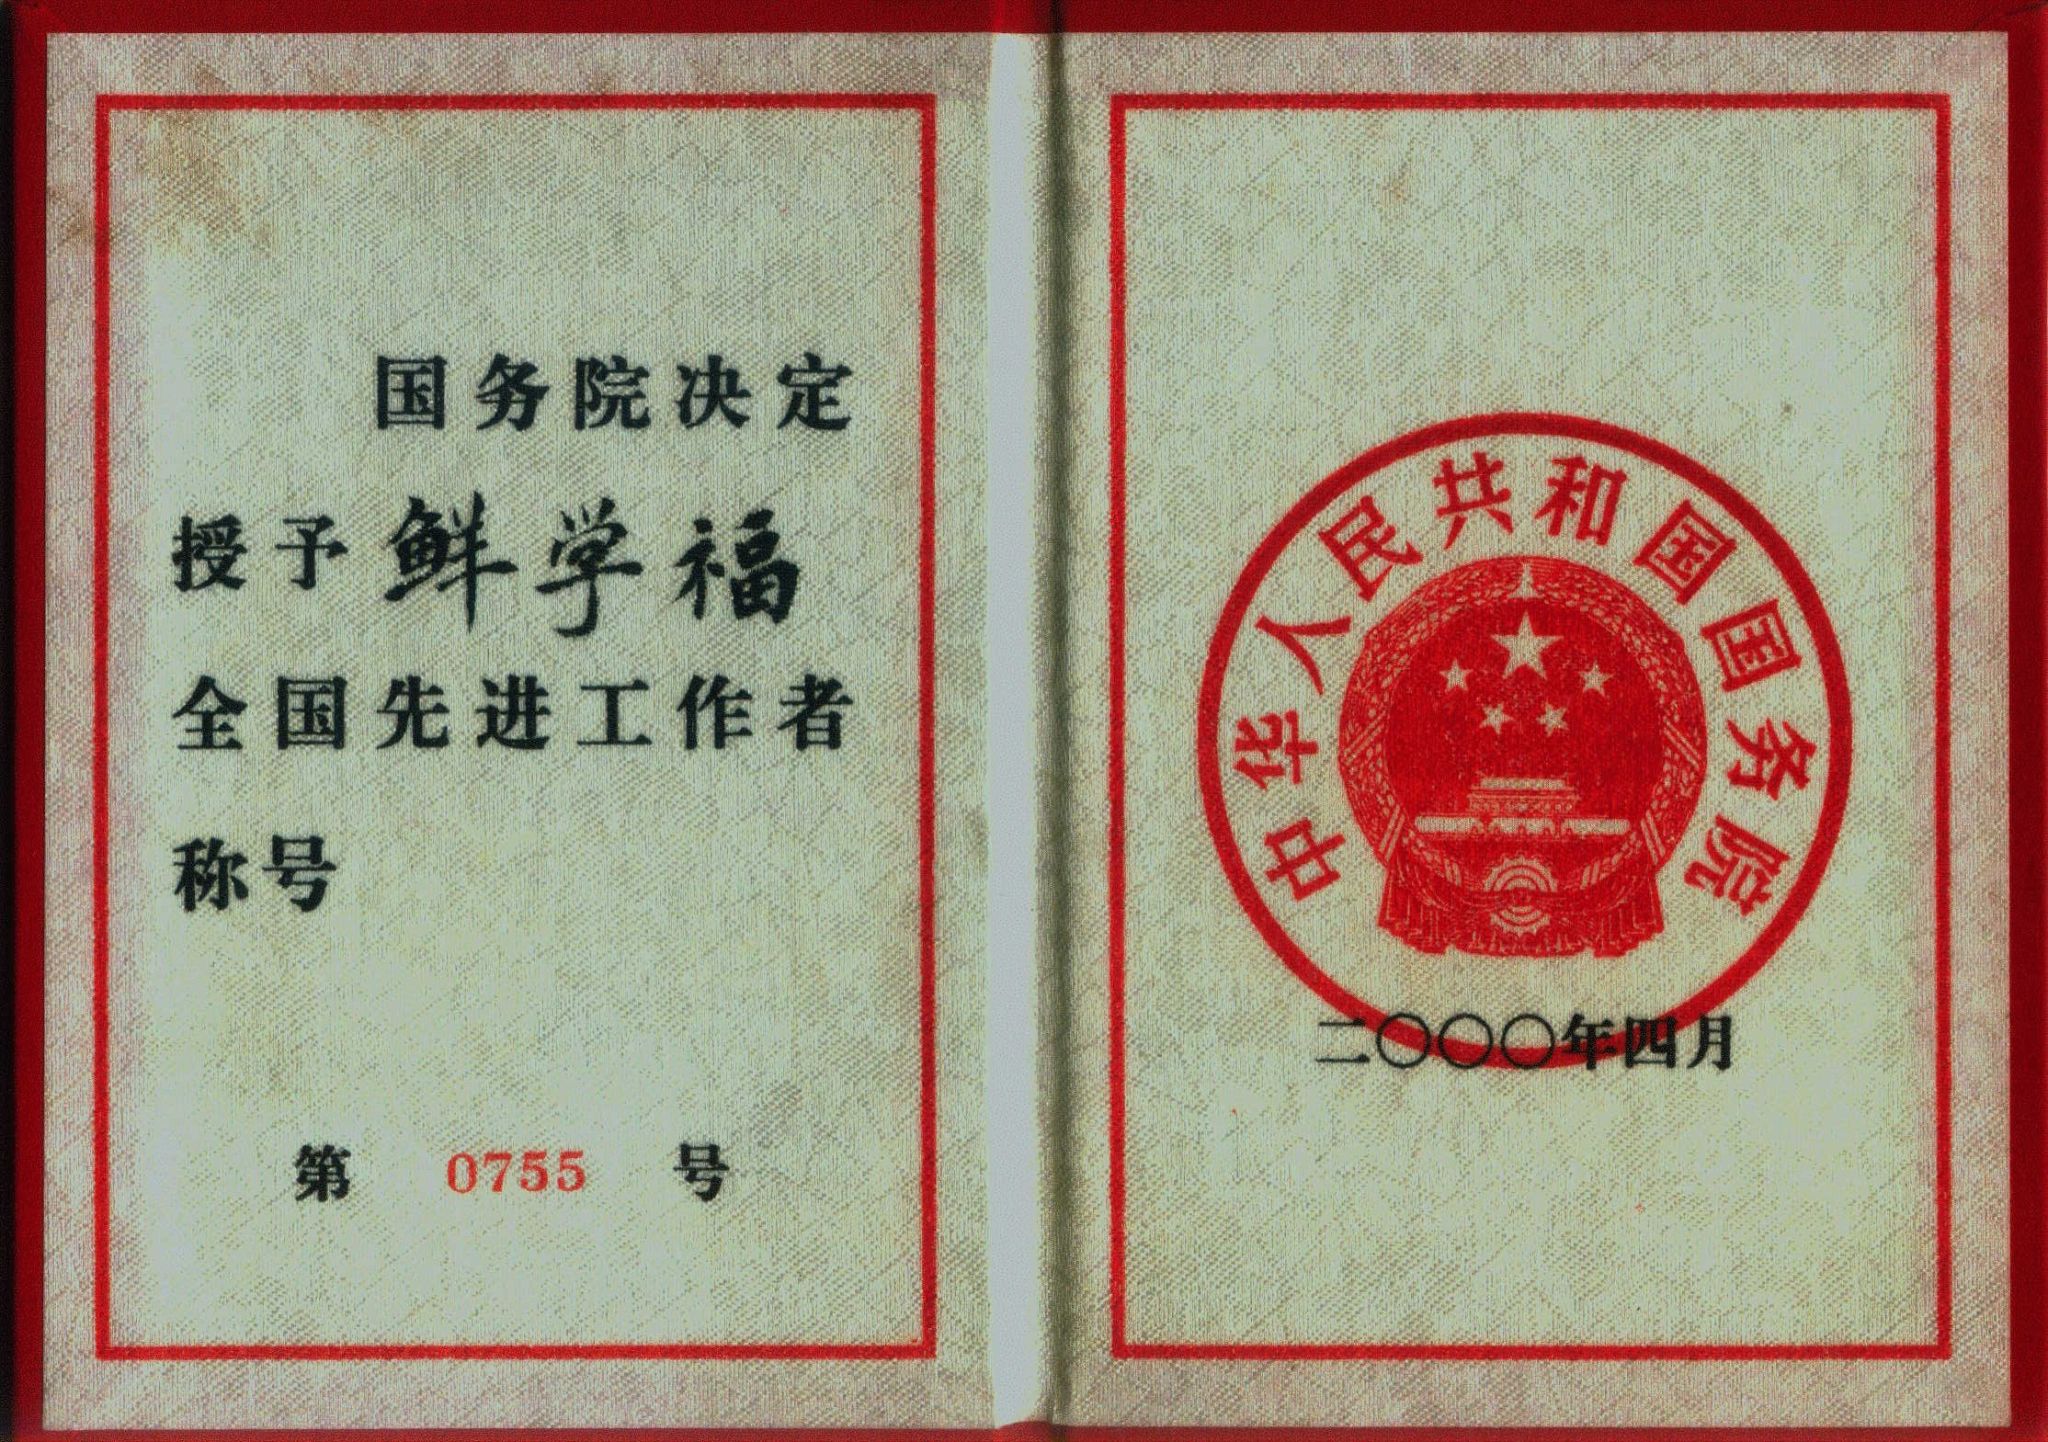 国务院决定
授予鲜学福
全国先进工作者
称号
第 0755 号
中华人民共和国国务院
二〇〇〇年四月